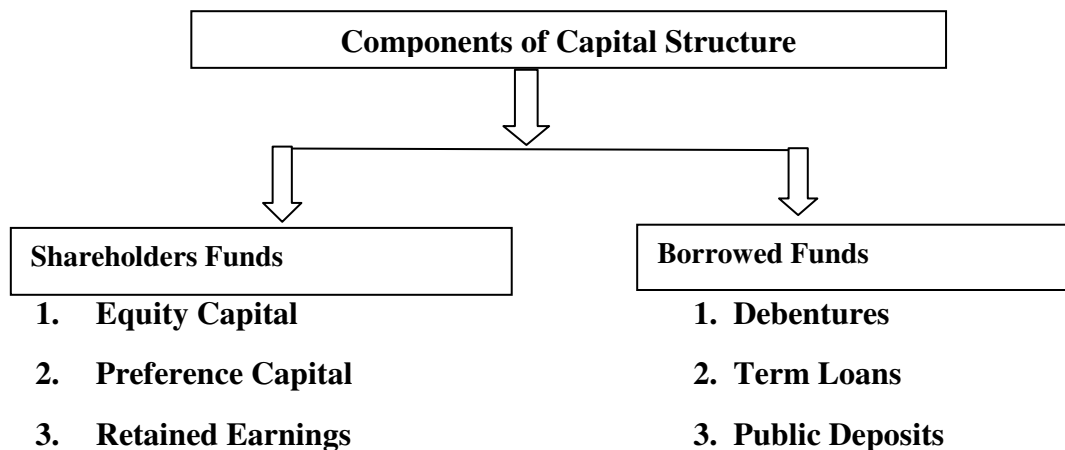 Components of Capital Structure
Shareholders Funds
1. Equity Capital
2. Preference Capital
3. Retained Earnings
Borrowed Funds
1. Debentures
2. Term Loans
3. Public Deposits